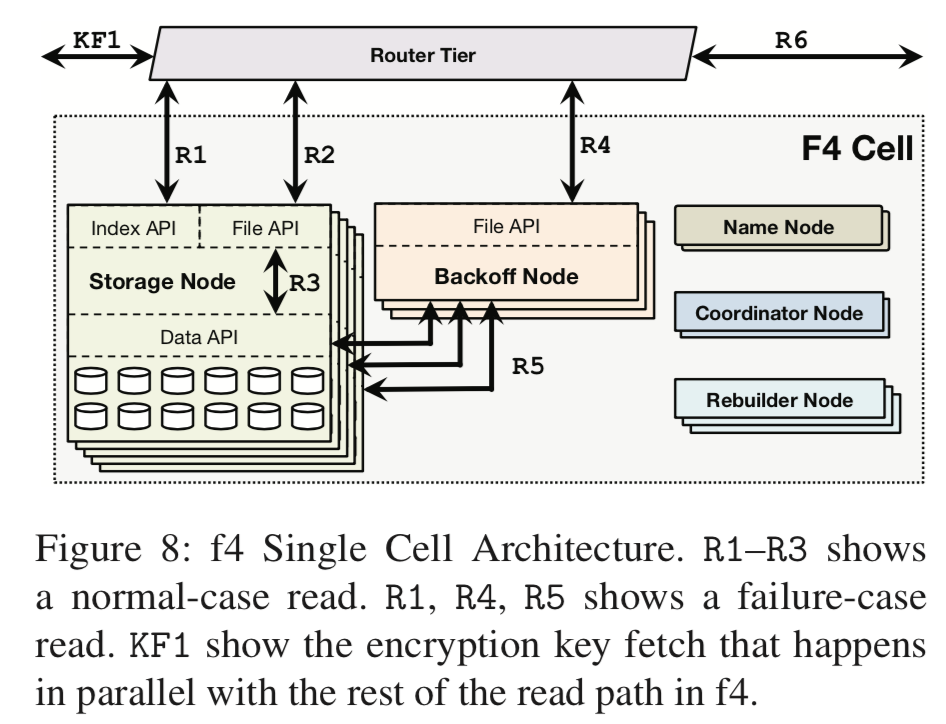 KF1
Router Tier
R6
R1
R2
R4
F4 Cell
Index API
File API
File API
Name Node
Storage Node
R3
Backoff Node
Coordinator Node
Data API
R5
Rebuilder Node
Figure 8: f4 Single Cell Architecture. R1–R3 shows
a normal-case read. R1, R4, R5 shows a failure-case
read. KF1 show the encryption key fetch that happens
in parallel with the rest of the read path in f4.